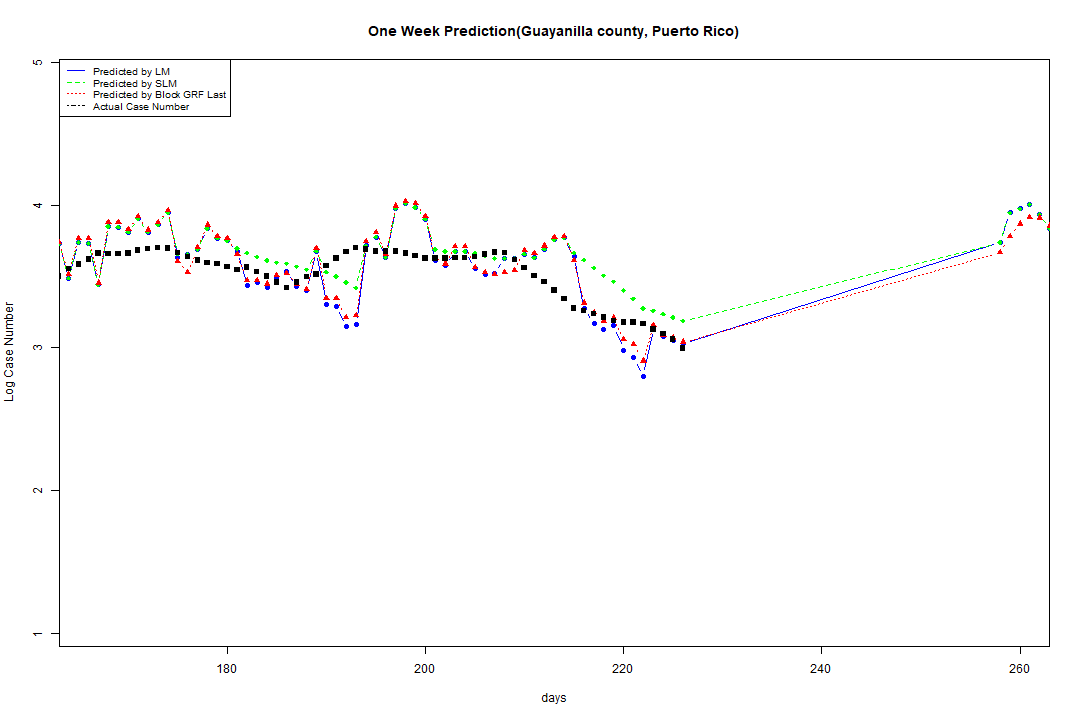 One Week Prediction(Guayanilla county, Puerto Rico)
Predicted by LM
Predicted by SLM
Predicted by Block GRF Last
Actual Case Number
5
4
3
2
1
Log Case Number
180 200 220 240 260
days